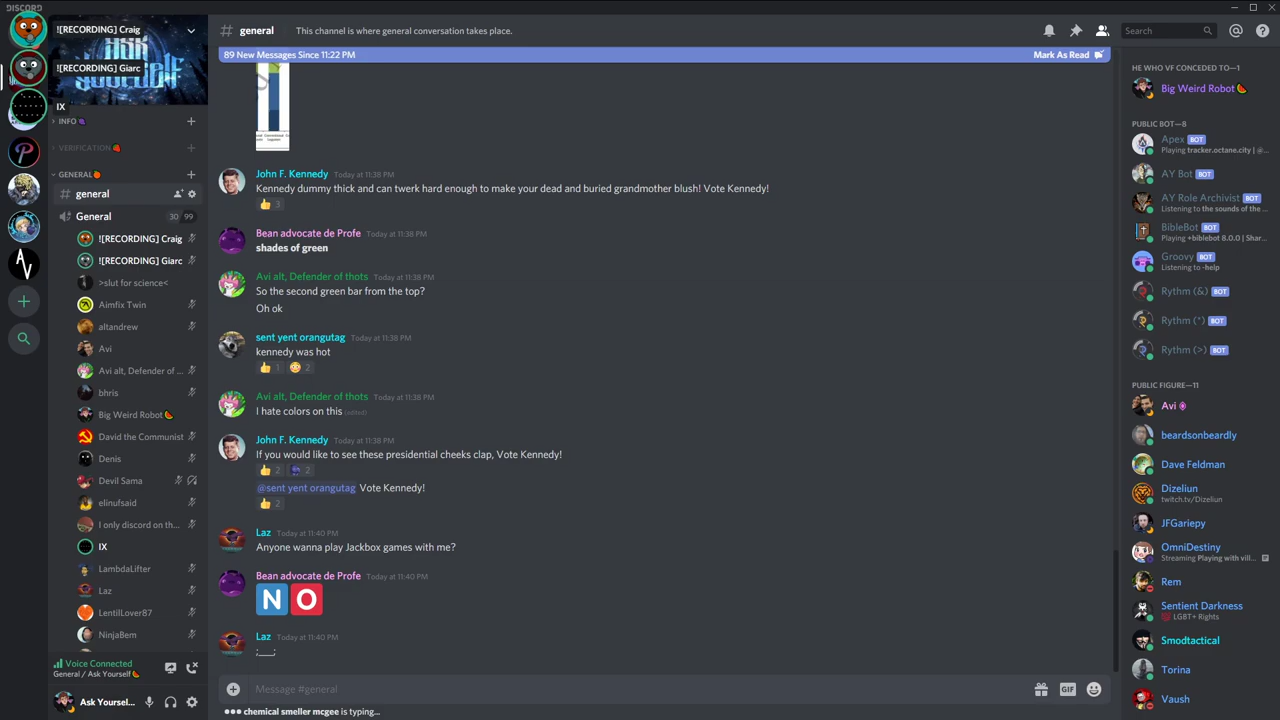 DISCORD
![RECORDING] Craig
ASK
![RECORDING] Giarc
YOURSELF
IX
INFO
VERIFICATION
GENERAL
# general
General 30 99
![RECORDING] Craig
![RECORDING] Giarc
>slut for science<
Aimfix Twin
altandrew
Avi
Avi alt, Defender of ...
bhris
Big Weird Robot
David the Communist
Denis
Devil Sama
elinufsaid
I only discord on th...
IX
LambdaLifter
Laz
LentilLover87
NinjaBem
Voice Connected
General / Ask Yourself
Ask Yoursel...
# general This channel is where general conversation takes place.
Search
89 New Messages Since 11:22 PM Mark As Read
John F. Kennedy Today at 11:38 PM
Kennedy dummy thick and can twerk hard enough to make your dead and buried grandmother blush! Vote Kennedy!
3
Bean advocate de Profe Today at 11:38 PM
shades of green
Avi alt, Defender of thots Today at 11:38 PM
So the second green bar from the top?
Oh ok
sent yent orangutag Today at 11:38 PM
kennedy was hot
1 2
Avi alt, Defender of thots Today at 11:38 PM
I hate colors on this (edited)
John F. Kennedy Today at 11:38 PM
If you would like to see these presidential cheeks clap, Vote Kennedy!
2 2
@sent yent orangutag Vote Kennedy!
2
Laz Today at 11:40 PM
Anyone wanna play Jackbox games with me?
Bean advocate de Profe Today at 11:40 PM
N O
Laz Today at 11:40 PM
;___;
Message #general
GIF
chemical smeller mcgee is typing...
HE WHO VF CONCEDED TO—1
Big Weird Robot
PUBLIC BOT—8
Apex BOT
Playing tracker.octane.city | @...
AY Bot BOT
AY Role Archivist BOT
Listening to the sounds of the ...
BibleBot BOT
Playing +biblebot 8.0.0 | Shar...
Groovy BOT
Listening to -help
Rythm (&) BOT
Rythm (*) BOT
Rythm (>) BOT
PUBLIC FIGURE—11
Avi
beardsonbeardly
Dave Feldman
Dizeliun
twitch.tv/Dizeliun
JFGariepy
OmniDestiny
Streaming Playing with vill...
Rem
Sentient Darkness
LGBT+ Rights
Smodtactical
Torina
Vaush